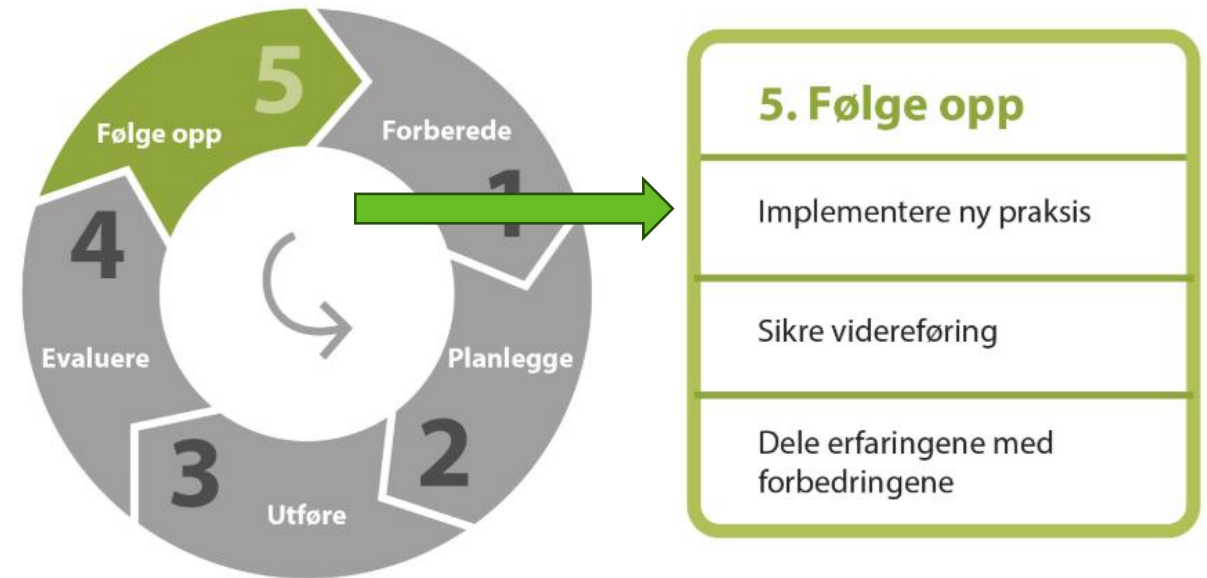 5
Følge opp
Forberede
1
Planlegge
2
Utføre
3
Evaluere
4
5. Følge opp
Implementere ny praksis
Sikre videreføring
Dele erfaringene med
forbedringene